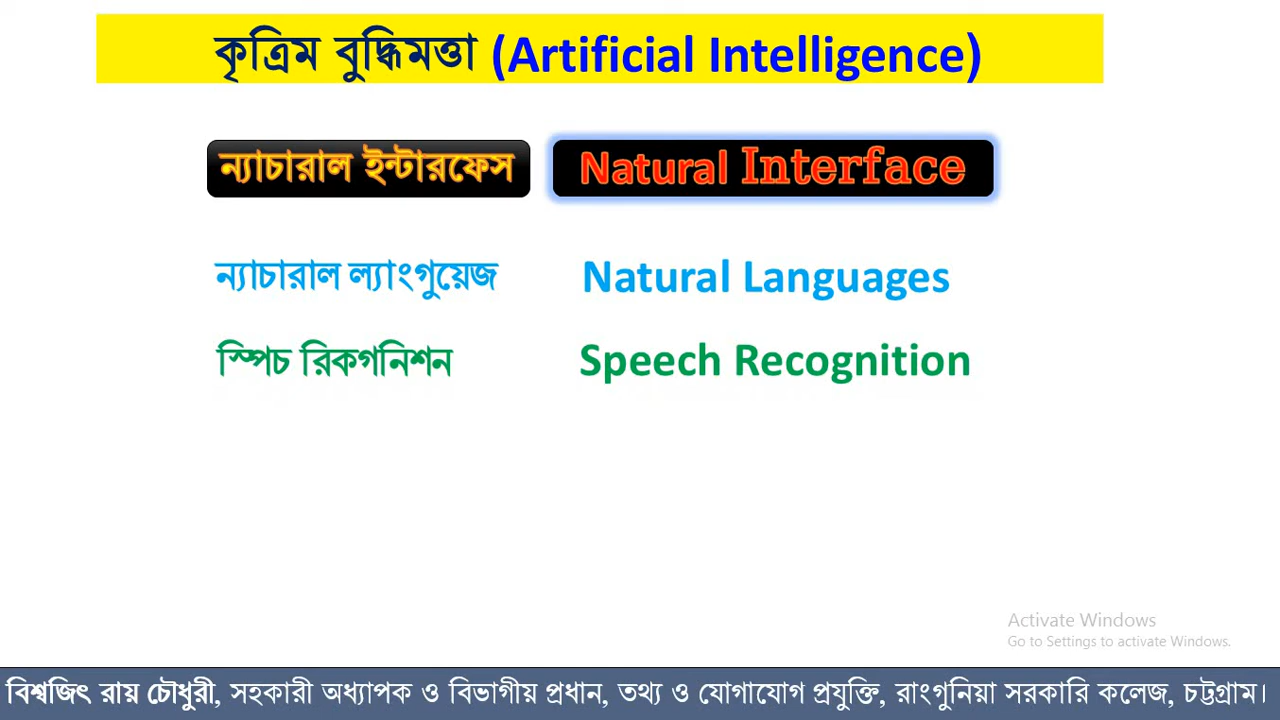 কৃত্রিম বুদ্ধিমত্তা (Artificial Intelligence)
ন্যাচারাল ইন্টারফেস Natural Interface
ন্যাচারাল ল্যাংগুয়েজ Natural Languages
স্পিচ রিকগনিশন Speech Recognition
Activate Windows
Go to Settings to activate Windows.
বিশ্বজিৎ রায় চৌধুরী, সহকারী অধ্যাপক ও বিভাগীয় প্রধান, তথ্য ও যোগাযোগ প্রযুক্তি, রাংগুনিয়া সরকারি কলেজ, চট্টগ্রাম।